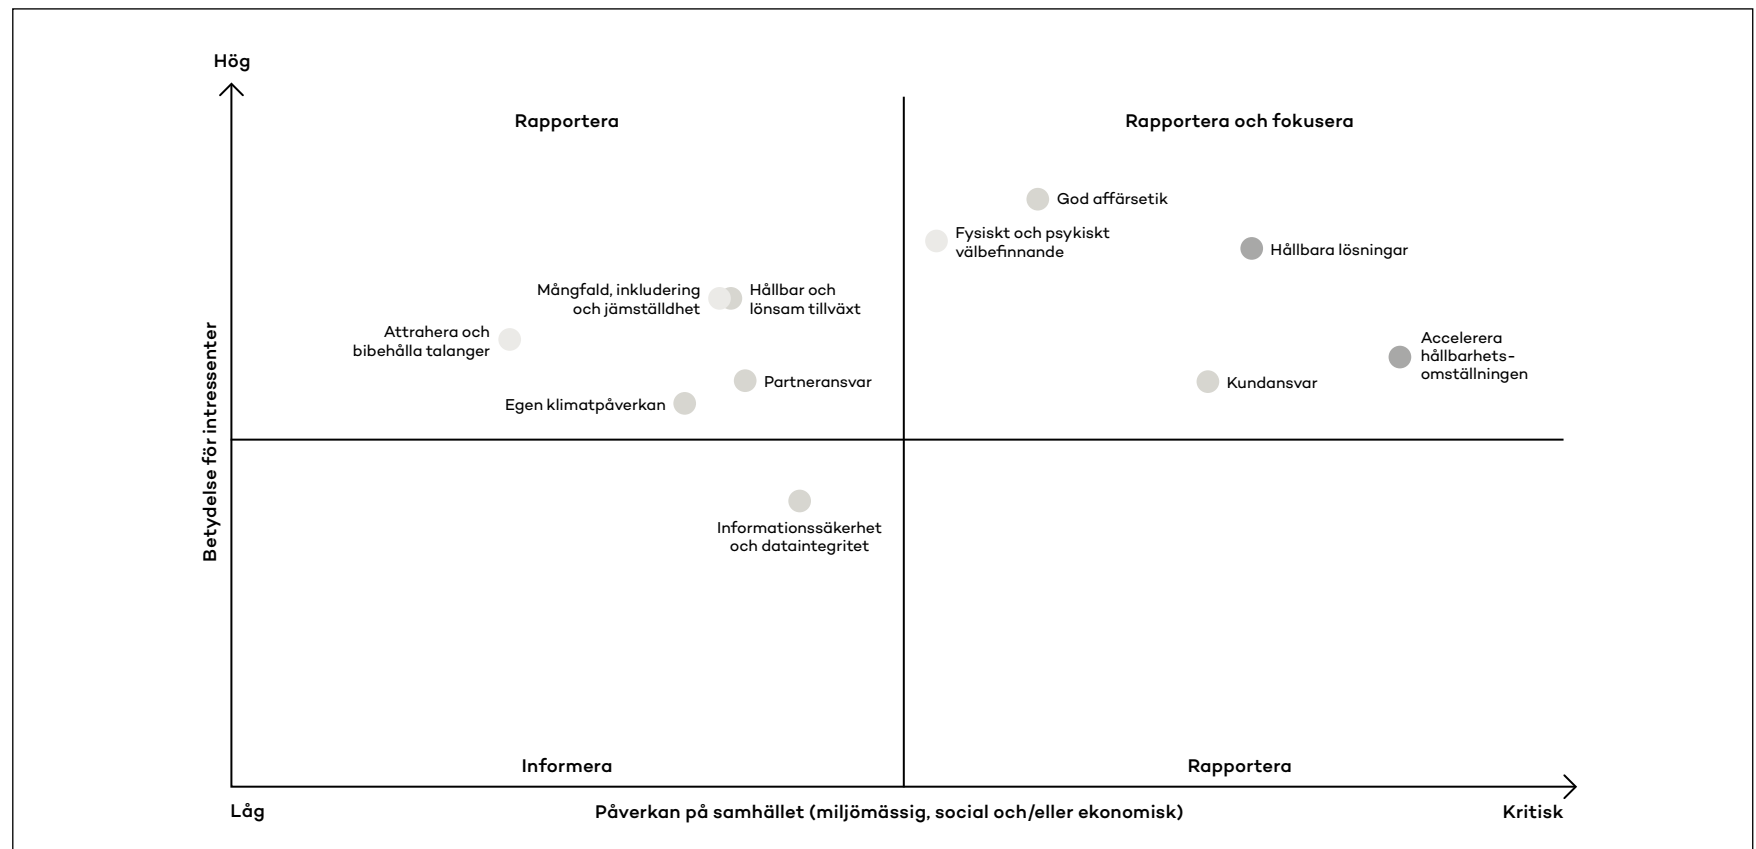 Hög
Rapportera
Rapportera och fokusera
God affärsetik
Fysiskt och psykiskt
välbefinnande
Hållbara lösningar
Mångfald, inkludering
och jämställdhet
Hållbar och
lönsam tillväxt
Attrahera och
bibehålla talanger
Accelerera
hållbarhets-
omställningen
Partneransvar
Kundansvar
Egen klimatpåverkan
Betydelse för intressenter
Informationssäkerhet
och dataintegritet
Informera
Rapportera
Låg
Påverkan på samhället (miljömässig, social och/eller ekonomisk)
Kritisk